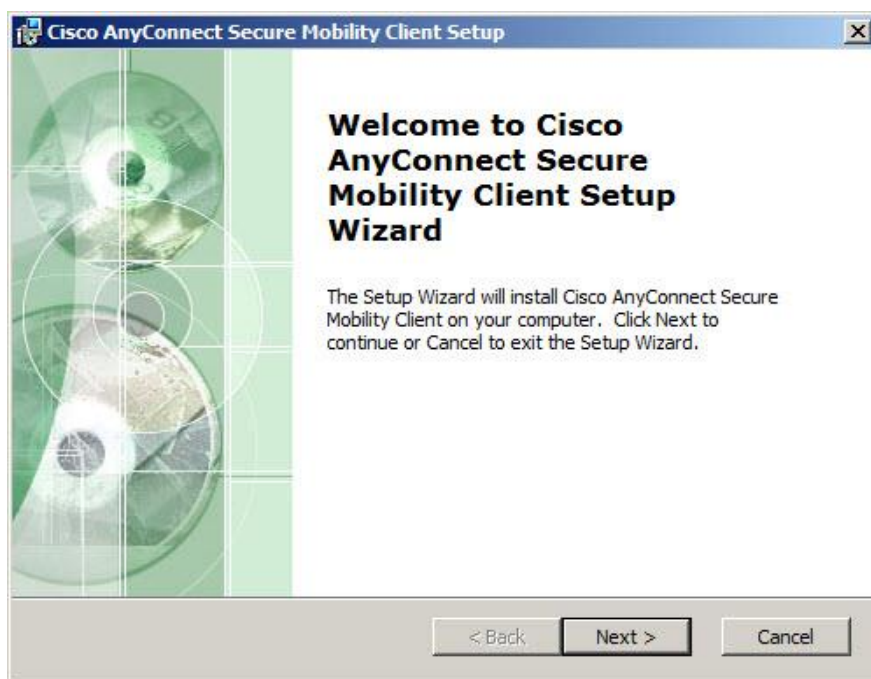 Cisco AnyConnect Secure Mobility Client Setup
Welcome to Cisco
AnyConnect Secure
Mobility Client Setup
Wizard
The Setup Wizard will install Cisco AnyConnect Secure
Mobility Client on your computer.  Click Next to
continue or Cancel to exit the Setup Wizard.
< Back
Next >
Cancel